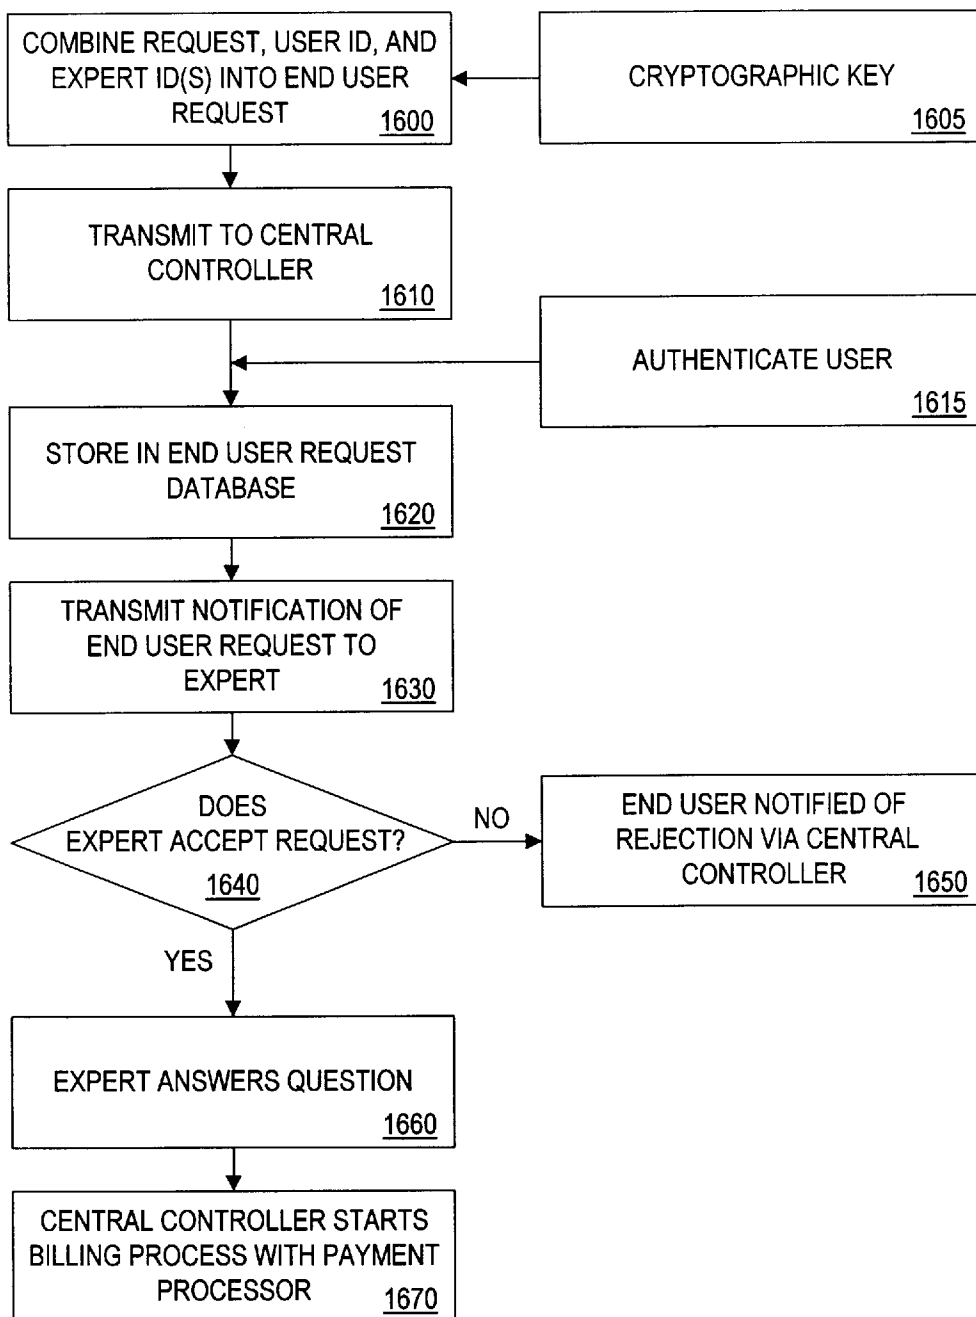 COMBINE REQUEST, USER ID, AND
EXPERT ID(S) INTO END USER
REQUEST
1600
CRYPTOGRAPHIC KEY
1605
TRANSMIT TO CENTRAL
CONTROLLER
1610
AUTHENTICATE USER
1615
STORE IN END USER REQUEST
DATABASE
1620
TRANSMIT NOTIFICATION OF
END USER REQUEST TO
EXPERT
1630
DOES
EXPERT ACCEPT REQUEST?
1640
NO
END USER NOTIFIED OF
REJECTION VIA CENTRAL
CONTROLLER
1650
YES
EXPERT ANSWERS QUESTION
1660
CENTRAL CONTROLLER STARTS
BILLING PROCESS WITH PAYMENT
PROCESSOR
1670